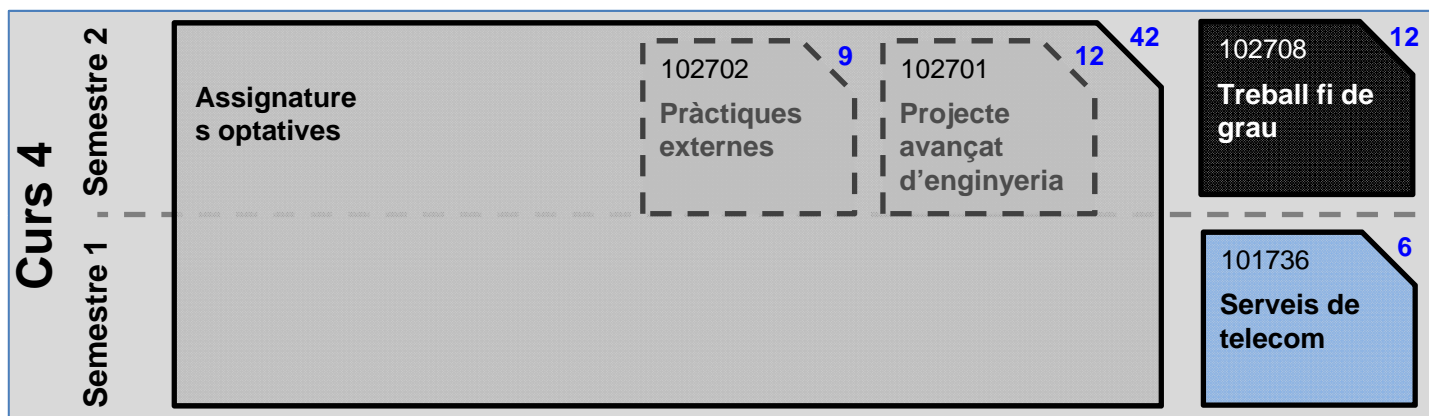 Curs 4
Semestre 2
Semestre 1
Assignature
s optatives
42
102702
9
Pràctiques
externes
102701
12
Projecte
avançat
d’enginyeria
102708
12
Treball fi de
grau
101736
6
Serveis de
telecom